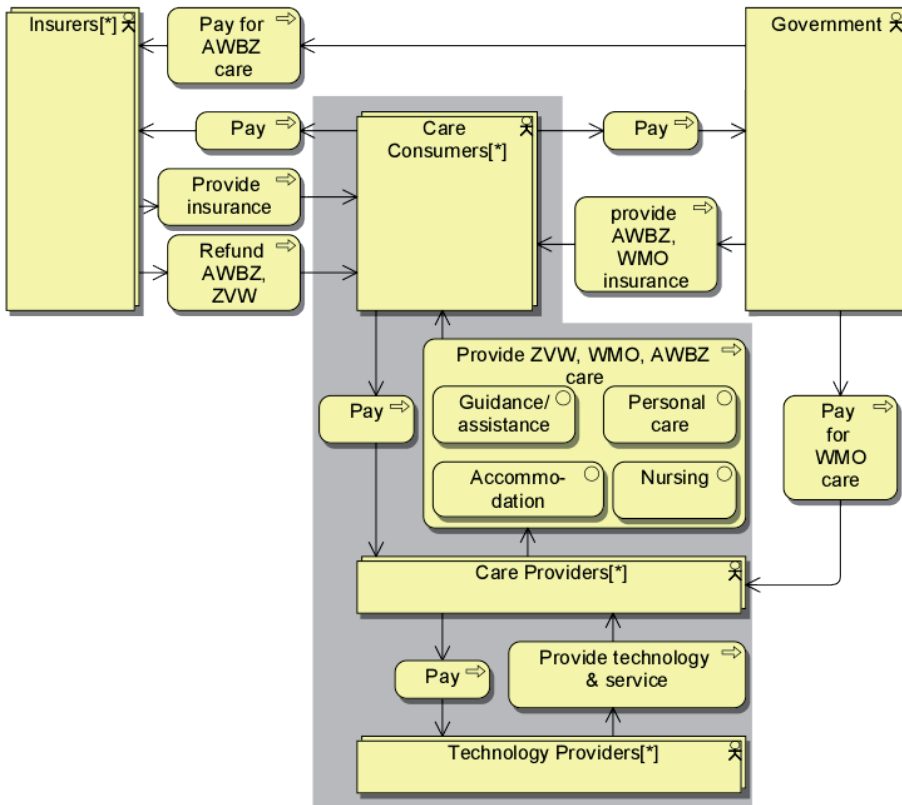 Insurers[*]
Pay for
AWBZ
care
Government
Pay
Care
Consumers[*]
Pay
Provide
insurance
provide
AWBZ,
WMO
insurance
Refund
AWBZ,
ZVW
Provide ZVW, WMO, AWBZ
care
Guidance/
assistance
Personal
care
Accommo-
dation
Nursing
Pay
Pay
for
WMO
care
Care Providers[*]
Pay
Provide technology
& service
Technology Providers[*]